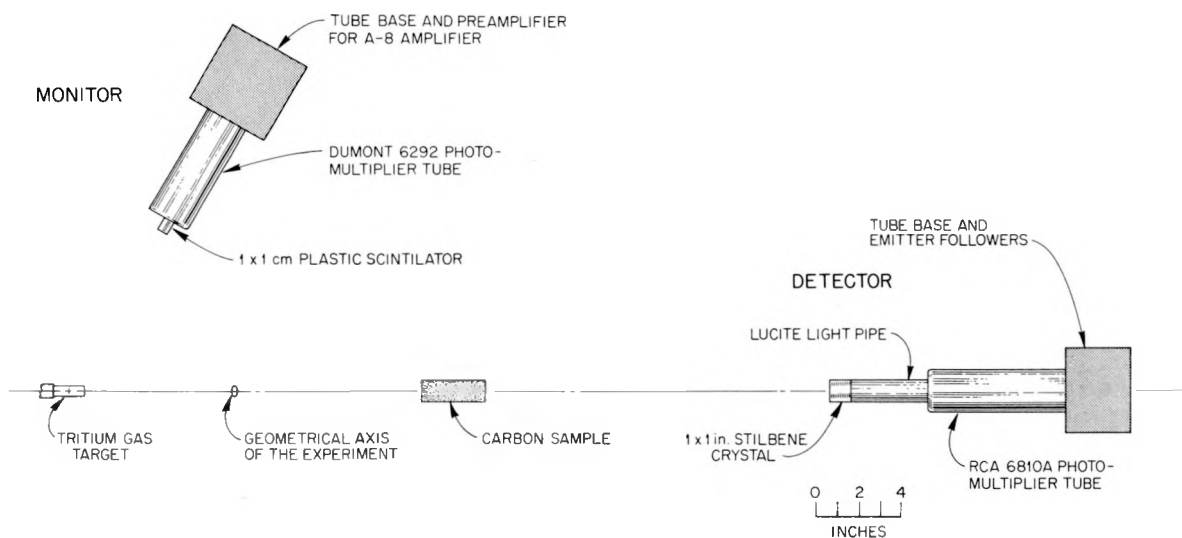 TUBE BASE AND PREAMPLIFIER
FOR A-8 AMPLIFIER
MONITOR
DUMONT 6292 PHOTO-
MULTIPLIER TUBE
1 x 1 cm PLASTIC SCINTILATOR
TUBE BASE AND
EMITTER FOLLOWERS
DETECTOR
LUCITE LIGHT PIPE
TRITIUM GAS
TARGET
GEOMETRICAL AXIS
OF THE EXPERIMENT
CARBON SAMPLE
1 x 1 in. STILBENE
CRYSTAL
RCA 6810A PHOTO-
MULTIPLIER TUBE
0 2 4
INCHES